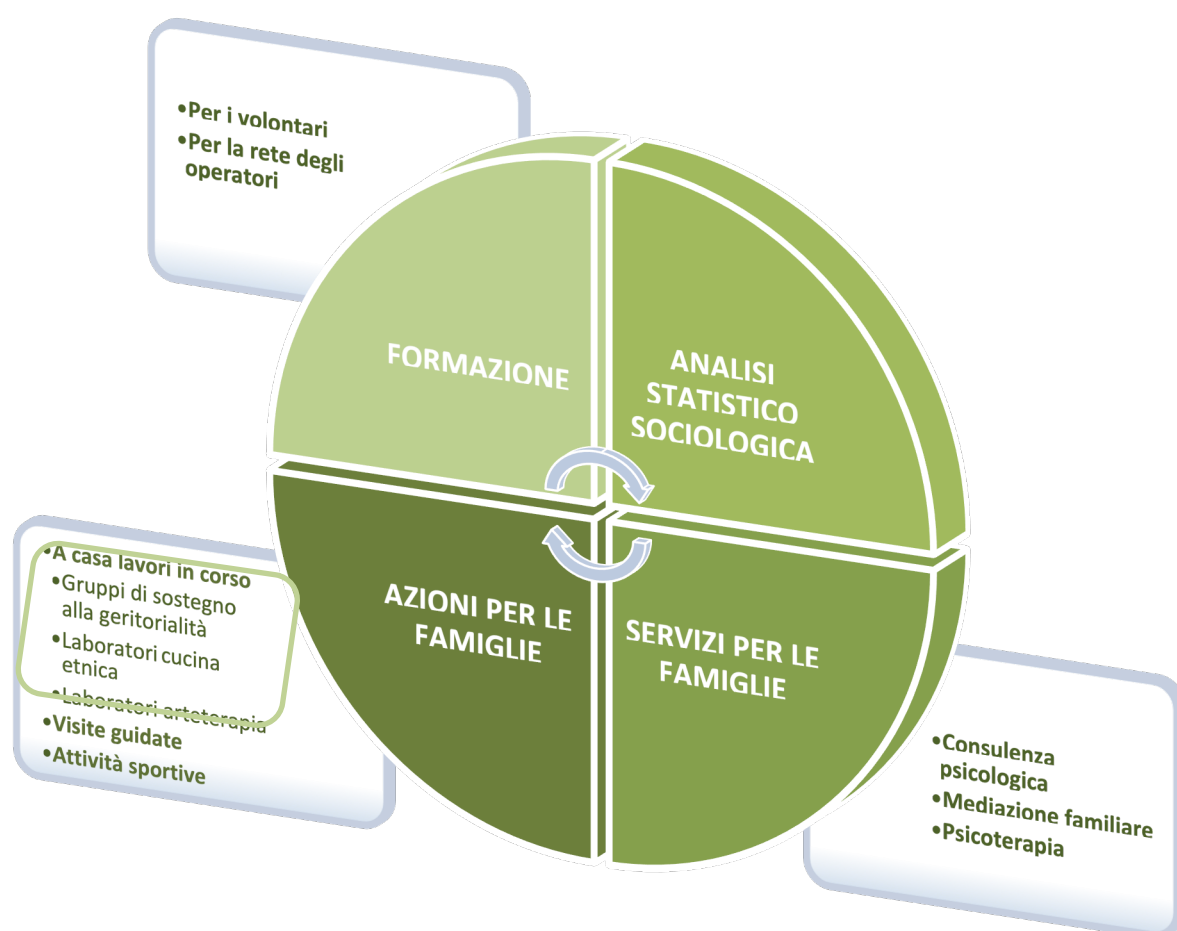 •Per i volontari
•Per la rete degli
operatori
FORMAZIONE
ANALISI
STATISTICO
SOCIOLOGICA
•A casa lavori in corso
•Gruppi di sostegno
alla geritorialità
•Laboratori cucina
etnica
•Laboratori arteterapia
•Visite guidate
•Attività sportive
AZIONI PER LE
FAMIGLIE
SERVIZI PER LE
FAMIGLIE
•Consulenza
psicologica
•Mediazione familiare
•Psicoterapia